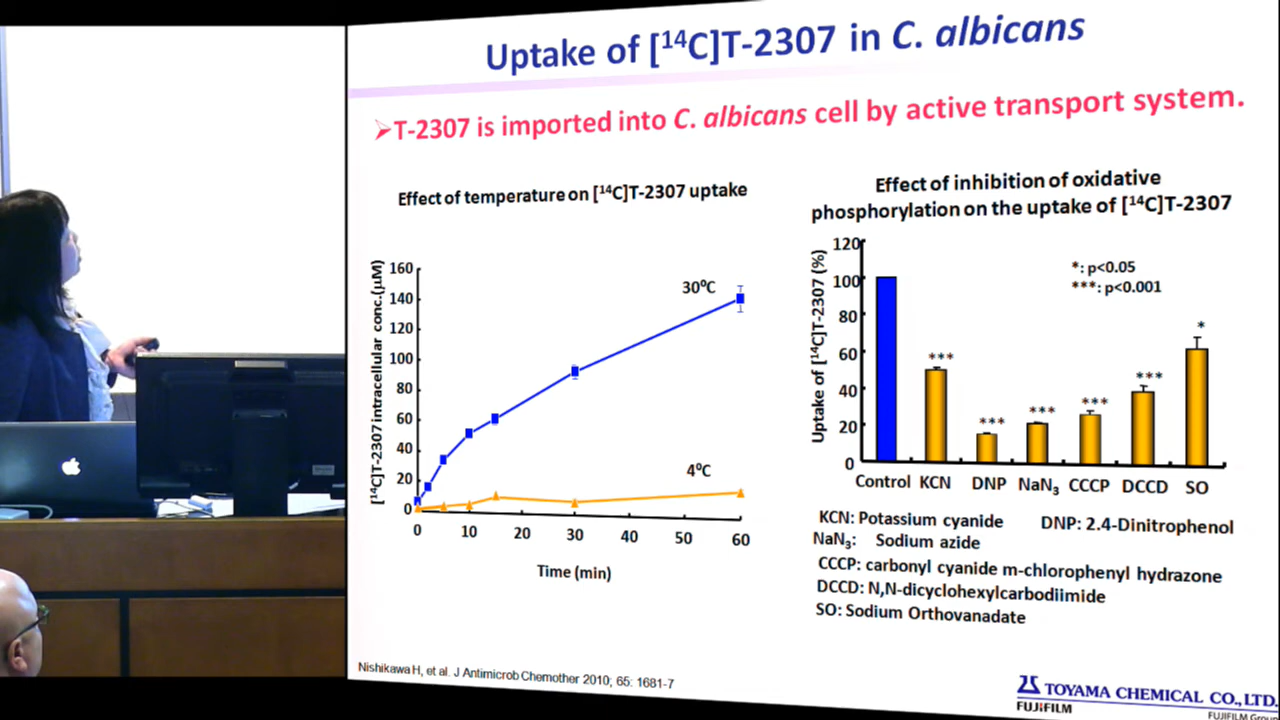 Uptake of [¹⁴C]T-2307 in C. albicans
➢T-2307 is imported into C. albicans cell by active transport system.
Effect of temperature on [¹⁴C]T-2307 uptake
[¹⁴C]T-2307 intracellular conc.(μM)
160
140
120
100
80
60
40
20
0
30⁰C
4⁰C
0 10 20 30 40 50 60
Time (min)
Effect of inhibition of oxidative
phosphorylation on the uptake of [¹⁴C]T-2307
Uptake of [¹⁴C]T-2307 (%)
120
100
80
60
40
20
0
*: p<0.05
***: p<0.001
***
***
***
***
***
*
Control KCN DNP NaN₃ CCCP DCCD SO
KCN: Potassium cyanide DNP: 2.4-Dinitrophenol
NaN₃: Sodium azide
CCCP: carbonyl cyanide m-chlorophenyl hydrazone
DCCD: N,N-dicyclohexylcarbodiimide
SO: Sodium Orthovanadate
Nishikawa H, et al. J Antimicrob Chemother 2010; 65: 1681-7
TOYAMA CHEMICAL CO., LTD.
FUJIFILM
FUJIFILM Grou